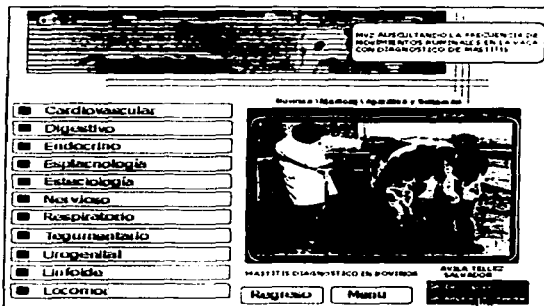 MVZ AUSCULTANDO LA FRECUENCIA DE
MOVIMIENTOS RUMINALES EN LA VACA
CON DIAGNOSTICO DE MASTITIS
Cardiovascular
Digestivo
Endocrino
Esplacnología
Estesiología
Nervioso
Respiratorio
Tegumentario
Urogenital
Linfoide
Locomor
MASTITIS DIAGNOSTICO EN BOVINOS
AVILA TELLEZ
SALVADOR
Regreso
Menu